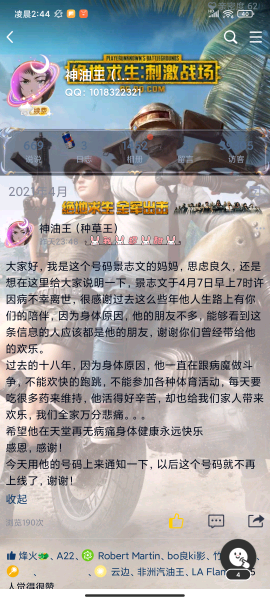 凌晨2:44
62
PLAYERUNKNOWN'S BATTLEGROUNDS
绝地求生:刺激战场
神油王
QQ: 1018322321
说说 日志 相册 留言 访客
2021年4月
绝地求生 全军出击
神油王（种草王）
大家好，我是这个号码景志文的妈妈，思虑良久，还是
想在这里给大家说明一下，景志文于4月7日早上7时许
因病不幸离世，很感谢过去这么些年他人生路上有你
们的陪伴，因为身体原因，他的朋友不多，能够看到这
条信息的人应该都是他的朋友，谢谢你们曾经带给他
的欢乐。
过去的十八年，因为身体原因，他一直在跟病魔做斗
争，不能欢快的跑跳，不能参加各种体育活动，每天要
吃很多药来维持，他活得好辛苦，却也给我们家人带来
欢乐，我们全家万分悲痛。。。
希望他在天堂再无病痛身体健康永远快乐
感恩，感谢！
今天用他的号码上来通知一下，以后这个号码就不再
上线了，谢谢！
收起
浏览190次
4
烽火、A22、 Robert Martin、bo良ki影、
、 、 云边、非洲汽油王、LA
人觉得很赞